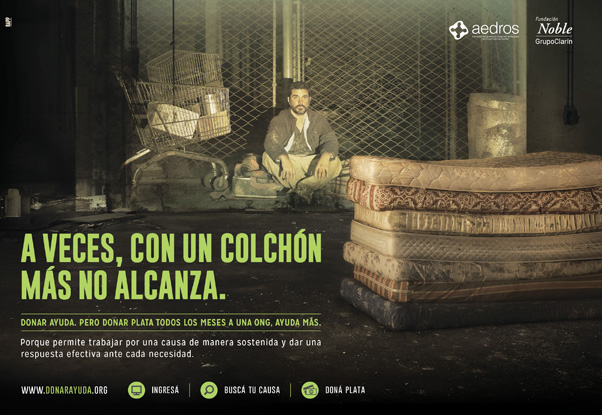 aedros
Fundación
Noble
GrupoClarín
A VECES, CON UN COLCHÓN
MÁS NO ALCANZA.
DONAR AYUDA. PERO DONAR PLATA TODOS LOS MESES A UNA ONG, AYUDA MÁS.
Porque permite trabajar por una causa de manera sostenida y dar una
respuesta efectiva ante cada necesidad.
WWW.DONARAYUDA.ORG
INGRESÁ
BUSCÁ TU CAUSA
DONÁ PLATA